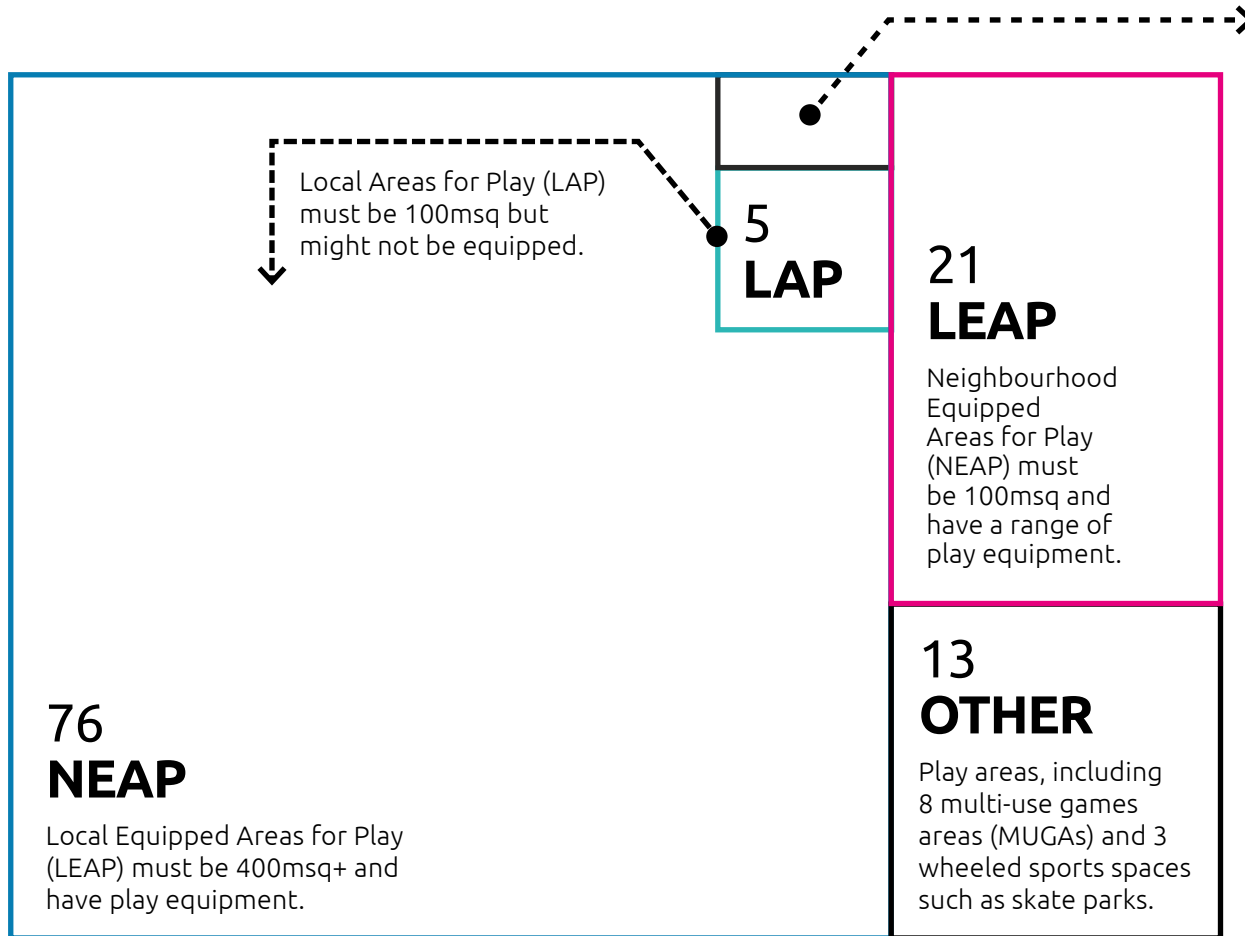 Local Areas for Play (LAP)
must be 100msq but
might not be equipped.
5
LAP
21
LEAP
Neighbourhood
Equipped
Areas for Play
(NEAP) must
be 100msq and
have a range of
play equipment.
76
NEAP
Local Equipped Areas for Play
(LEAP) must be 400msq+ and
have play equipment.
13
OTHER
Play areas, including
8 multi-use games
areas (MUGAs) and 3
wheeled sports spaces
such as skate parks.